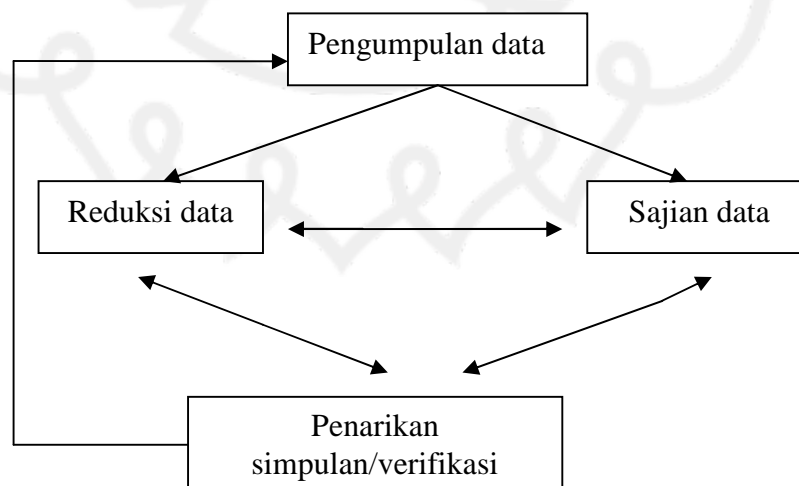 Pengumpulan data
Reduksi data
Sajian data
Penarikan
simpulan/verifikasi